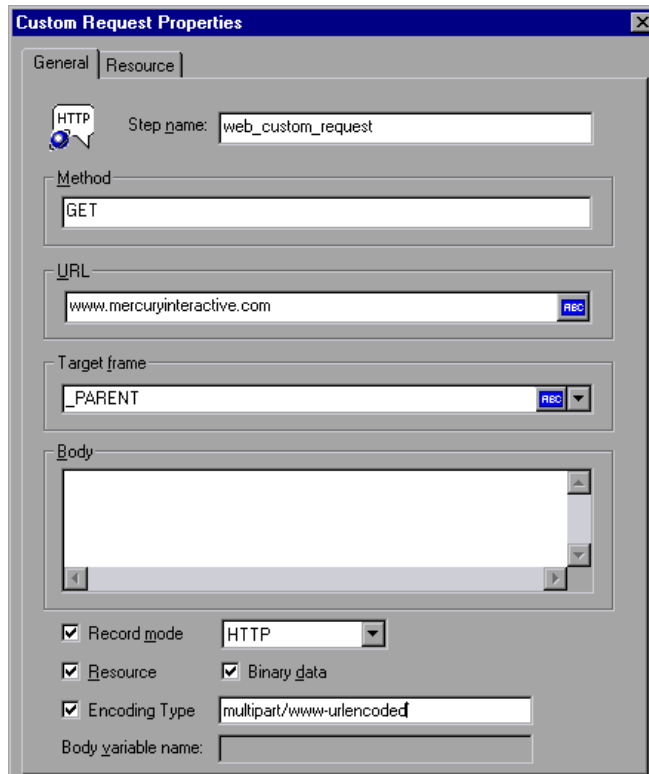 Custom Request Properties
General Resource
HTTP
Step name: web_custom_request
Method
GET
URL
www.mercuryinteractive.com ABC
Target frame
_PARENT ABC
Body
Record mode HTTP
Resource Binary data
Encoding Type multipart/www-urlencoded
Body variable name: